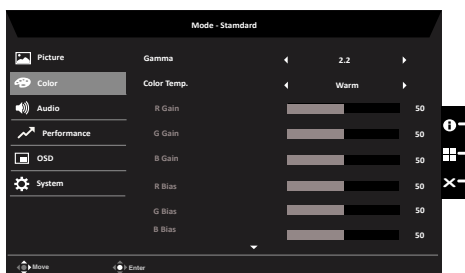 Mode - Standard
Picture
Gamma 2.2
Color
Color Temp. Warm
Audio
R Gain 50
Performance
G Gain 50
OSD
B Gain 50
System
R Bias 50
G Bias 50
B Bias 50
Move Enter